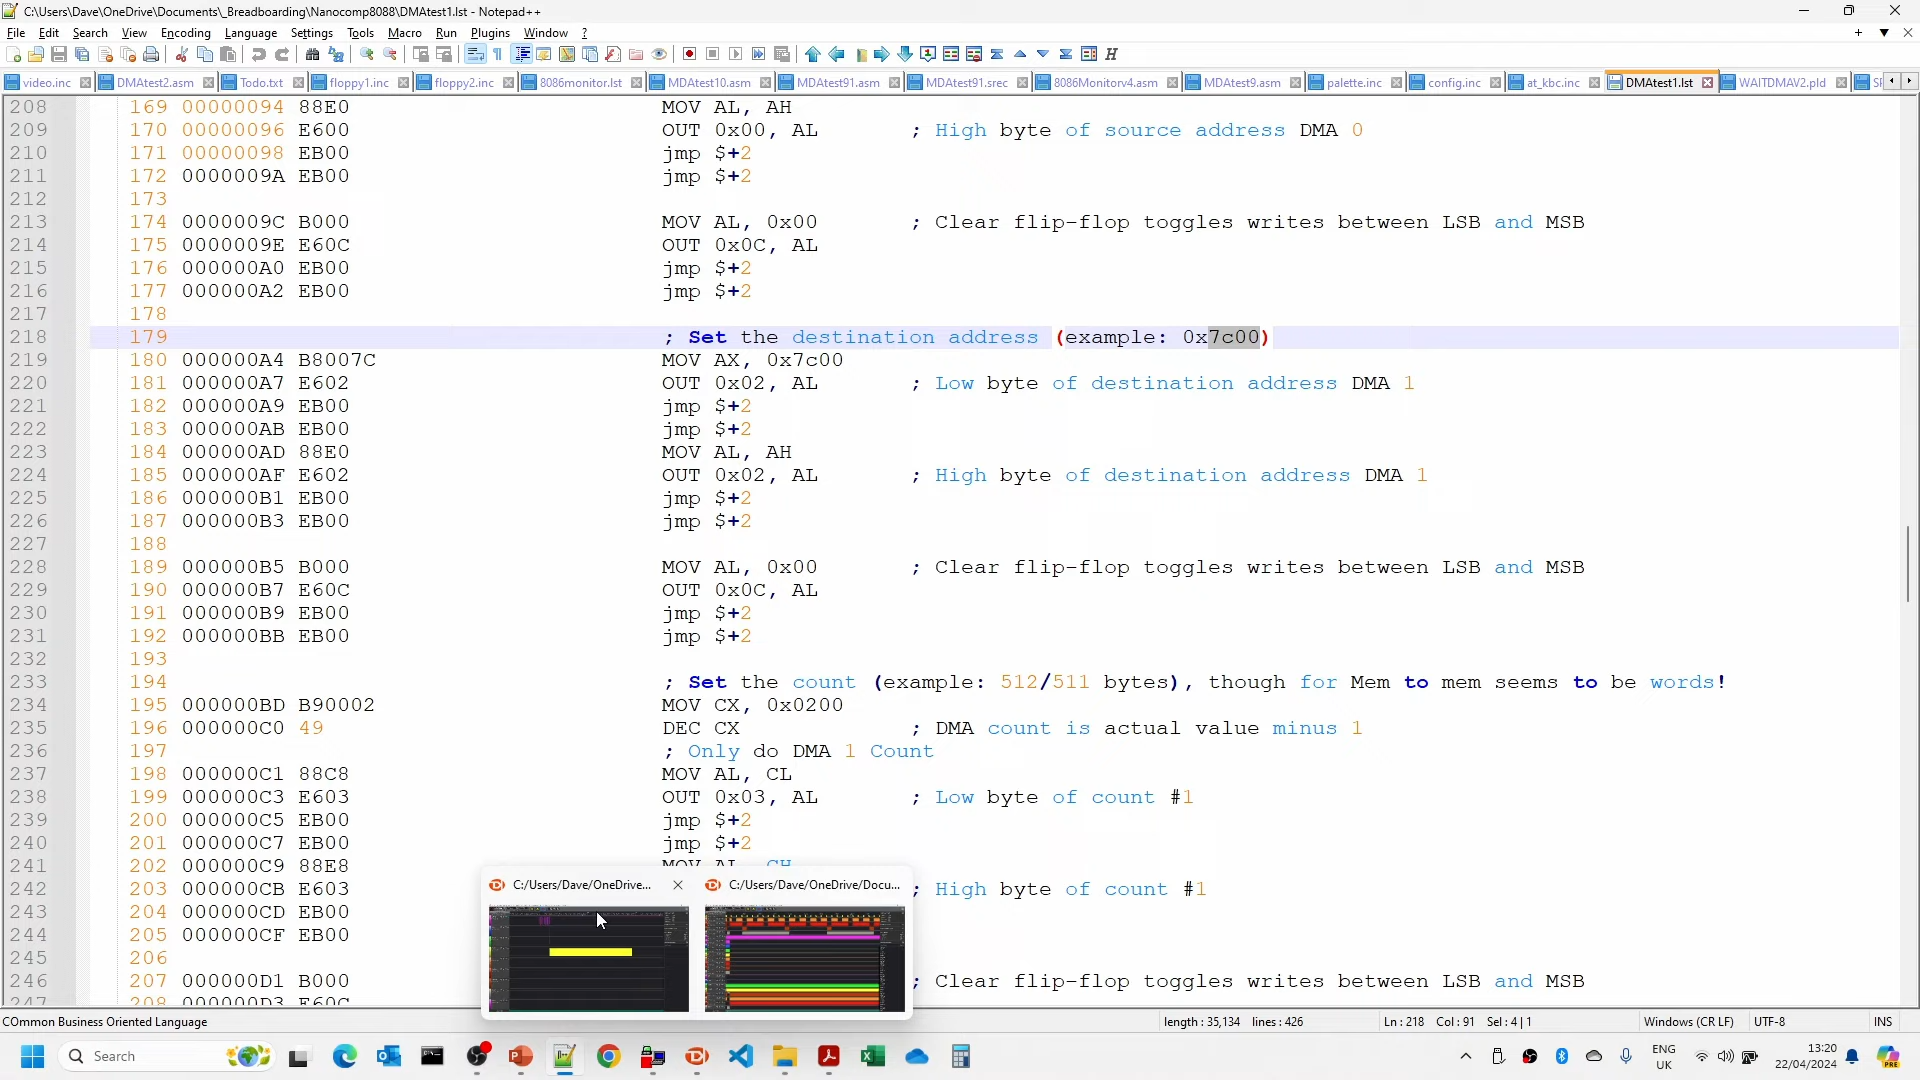 C:\Users\Dave\OneDrive\Documents\_Breadboarding\Nanocomp8088\DMAtest1.lst - Notepad++
File Edit Search View Encoding Language Settings Tools Macro Run Plugins Window ?
video.inc DMAtest2.asm Todo.txt floppy1.inc floppy2.inc 8086monitor.lst MDAtest10.asm MDAtest91.asm MDAtest91.srec 8086Monitorv4.asm MDAtest9.asm palette.inc config.inc at_kbc.inc DMAtest1.lst WAITDMAV2.pld
208 169 00000094 88E0 MOV AL, AH
209 170 00000096 E600 OUT 0x00, AL ; High byte of source address DMA 0
210 171 00000098 EB00 jmp $+2
211 172 0000009A EB00 jmp $+2
212 173
213 174 0000009C B000 MOV AL, 0x00 ; Clear flip-flop toggles writes between LSB and MSB
214 175 0000009E E60C OUT 0x0C, AL
215 176 000000A0 EB00 jmp $+2
216 177 000000A2 EB00 jmp $+2
217 178
218 179 ; Set the destination address (example: 0x7c00)
219 180 000000A4 B8007C MOV AX, 0x7c00
220 181 000000A7 E602 OUT 0x02, AL ; Low byte of destination address DMA 1
221 182 000000A9 EB00 jmp $+2
222 183 000000AB EB00 jmp $+2
223 184 000000AD 88E0 MOV AL, AH
224 185 000000AF E602 OUT 0x02, AL ; High byte of destination address DMA 1
225 186 000000B1 EB00 jmp $+2
226 187 000000B3 EB00 jmp $+2
227 188
228 189 000000B5 B000 MOV AL, 0x00 ; Clear flip-flop toggles writes between LSB and MSB
229 190 000000B7 E60C OUT 0x0C, AL
230 191 000000B9 EB00 jmp $+2
231 192 000000BB EB00 jmp $+2
232 193
233 194 ; Set the count (example: 512/511 bytes), though for Mem to mem seems to be words!
234 195 000000BD B90002 MOV CX, 0x0200
235 196 000000C0 49 DEC CX ; DMA count is actual value minus 1
236 197 ; Only do DMA 1 Count
237 198 000000C1 88C8 MOV AL, CL
238 199 000000C3 E603 OUT 0x03, AL ; Low byte of count #1
239 200 000000C5 EB00 jmp $+2
240 201 000000C7 EB00 jmp $+2
241 202 000000C9 88E8 MOV AL, CH
242 203 000000CB E603 ; High byte of count #1
243 204 000000CD EB00
244 205 000000CF EB00
245 206
246 207 000000D1 B000 ; Clear flip-flop toggles writes between LSB and MSB
247 208 000000D3 E60C
C:/Users/Dave/OneDrive... C:/Users/Dave/OneDrive/Docu...
COmmon Business Oriented Language length : 35,134 lines : 426 Ln : 218 Col : 91 Sel : 4 | 1 Windows (CR LF) UTF-8 INS
Search ENG UK 13:20 22/04/2024